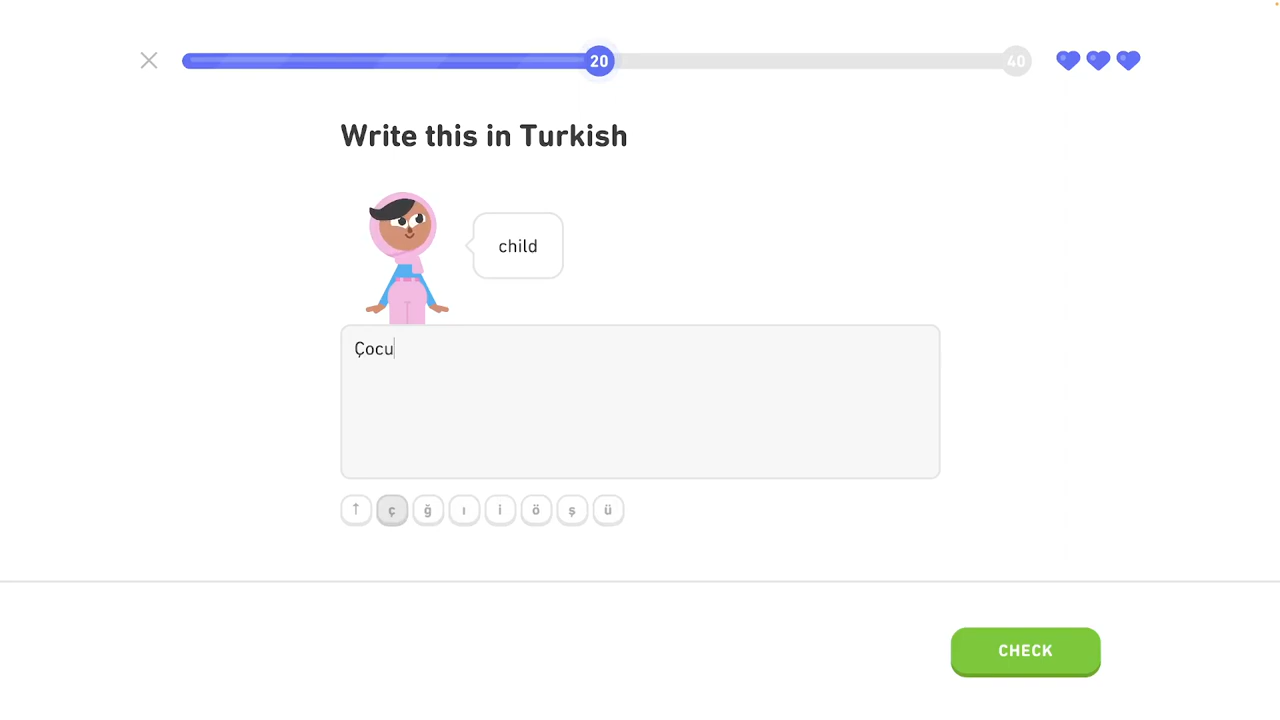 20
40
Write this in Turkish
child
Çocu
↑ ç ğ ı i ö ş ü
CHECK